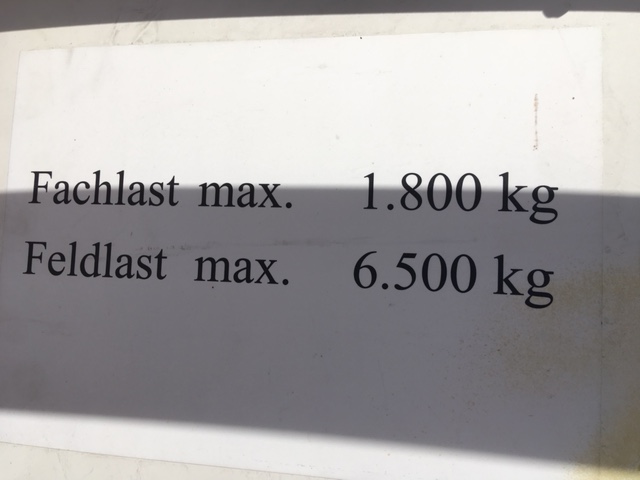 Fachlast max. 1.800 kg
Feldlast max. 6.500 kg